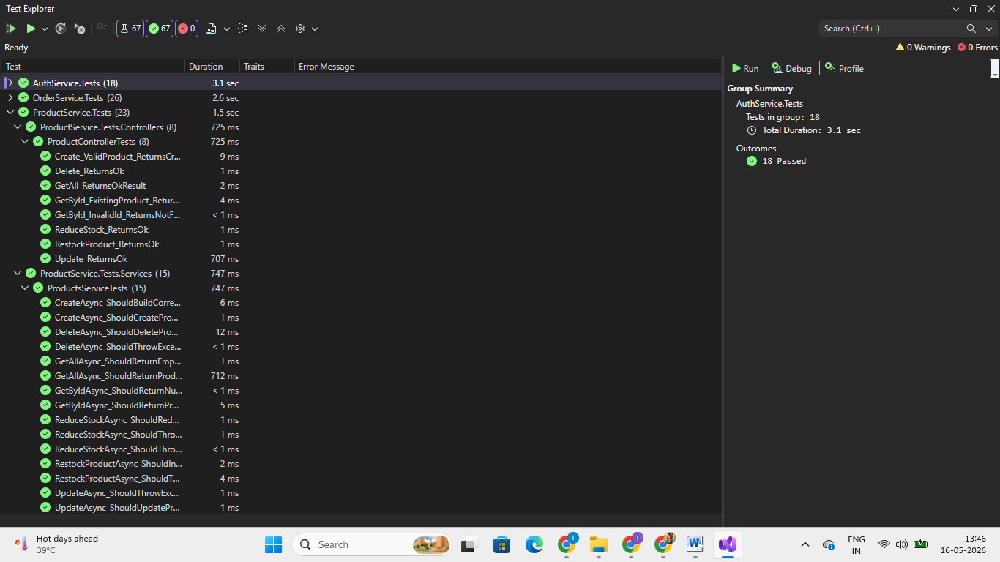 Test Explorer
67 67 0
Search (Ctrl+I)
Ready
0 Warnings 0 Errors
Test Duration Traits Error Message
AuthService.Tests (18) 3.1 sec
OrderService.Tests (26) 2.6 sec
ProductService.Tests (23) 1.5 sec
ProductService.Tests.Controllers (8) 725 ms
ProductControllerTests (8) 725 ms
Create_ValidProduct_ReturnsCr... 9 ms
Delete_ReturnsOk 1 ms
GetAll_ReturnsOkResult 2 ms
GetById_ExistingProduct_Retur... 4 ms
GetById_InvalidId_ReturnsNotF... < 1 ms
ReduceStock_ReturnsOk 1 ms
RestockProduct_ReturnsOk 1 ms
Update_ReturnsOk 707 ms
ProductService.Tests.Services (15) 747 ms
ProductsServiceTests (15) 747 ms
CreateAsync_ShouldBuildCorre... 6 ms
CreateAsync_ShouldCreatePro... 1 ms
DeleteAsync_ShouldDeletePro... 12 ms
DeleteAsync_ShouldThrowExce... < 1 ms
GetAllAsync_ShouldReturnEmp... 1 ms
GetAllAsync_ShouldReturnProd... 712 ms
GetByIdAsync_ShouldReturnNu... < 1 ms
GetByIdAsync_ShouldReturnPr... 5 ms
ReduceStockAsync_ShouldRed... 1 ms
ReduceStockAsync_ShouldThro... 1 ms
ReduceStockAsync_ShouldThro... < 1 ms
RestockProductAsync_ShouldIn... 2 ms
RestockProductAsync_ShouldT... 4 ms
UpdateAsync_ShouldThrowExc... 1 ms
UpdateAsync_ShouldUpdatePr... 1 ms
Run Debug Profile
Group Summary
AuthService.Tests
Tests in group: 18
Total Duration: 3.1 sec
Outcomes
18 Passed
Hot days ahead
39°C
Search
ENG
IN
13:46
16-05-2026